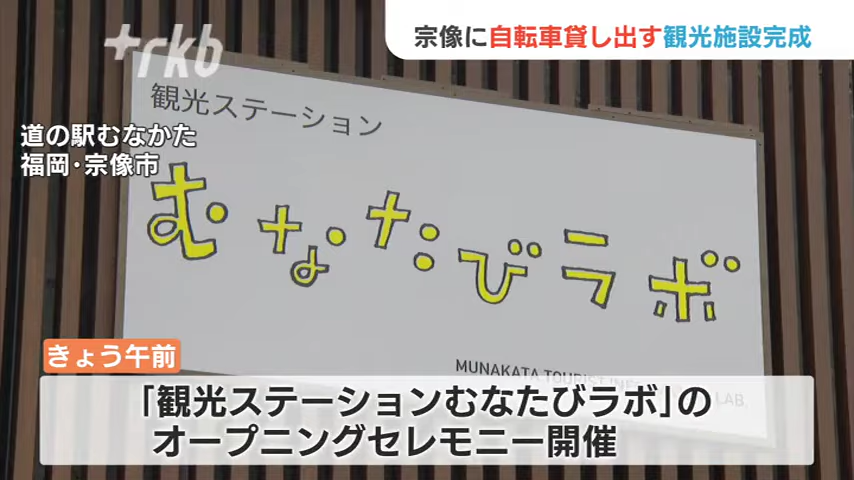 rkb
宗像に自転車貸し出す観光施設完成
道の駅むなかた
福岡・宗像市
観光ステーション
むなたびラボ
MUNAKATA TOURIST
LAB.
きょう午前
「観光ステーションむなたびラボ」の
オープニングセレモニー開催